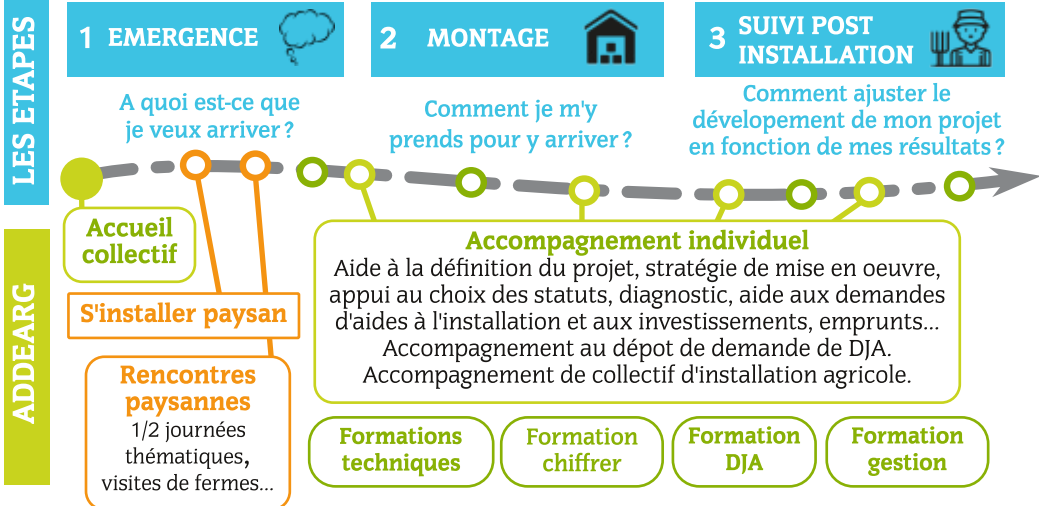 LES ETAPES
1 EMERGENCE
2 MONTAGE
3 SUIVI POST
INSTALLATION
A quoi est-ce que
je veux arriver ?
Comment je m'y
prends pour y arriver ?
Comment ajuster le
dévelopement de mon projet
en fonction de mes résultats ?
ADDEARG
Accueil
collectif
S'installer paysan
Rencontres
paysannes
1/2 journées
thématiques,
visites de fermes...
Accompagnement individuel
Aide à la définition du projet, stratégie de mise en oeuvre,
appui au choix des statuts, diagnostic, aide aux demandes
d'aides à l'installation et aux investissements, emprunts...
Accompagnement au dépot de demande de DJA.
Accompagnement de collectif d'installation agricole.
Formations
techniques
Formation
chiffrer
Formation
DJA
Formation
gestion